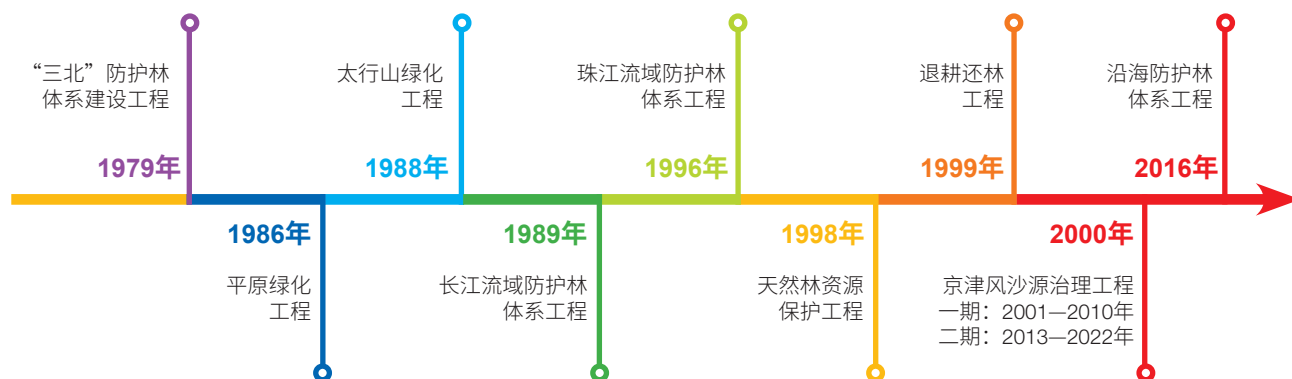 “三北”防护林
体系建设工程
1979年
1986年
平原绿化
工程
太行山绿化
工程
1988年
1989年
长江流域防护林
体系工程
珠江流域防护林
体系工程
1996年
1998年
天然林资源
保护工程
退耕还林
工程
1999年
2000年
京津风沙源治理工程
一期：2001—2010年
二期：2013—2022年
沿海防护林
体系工程
2016年